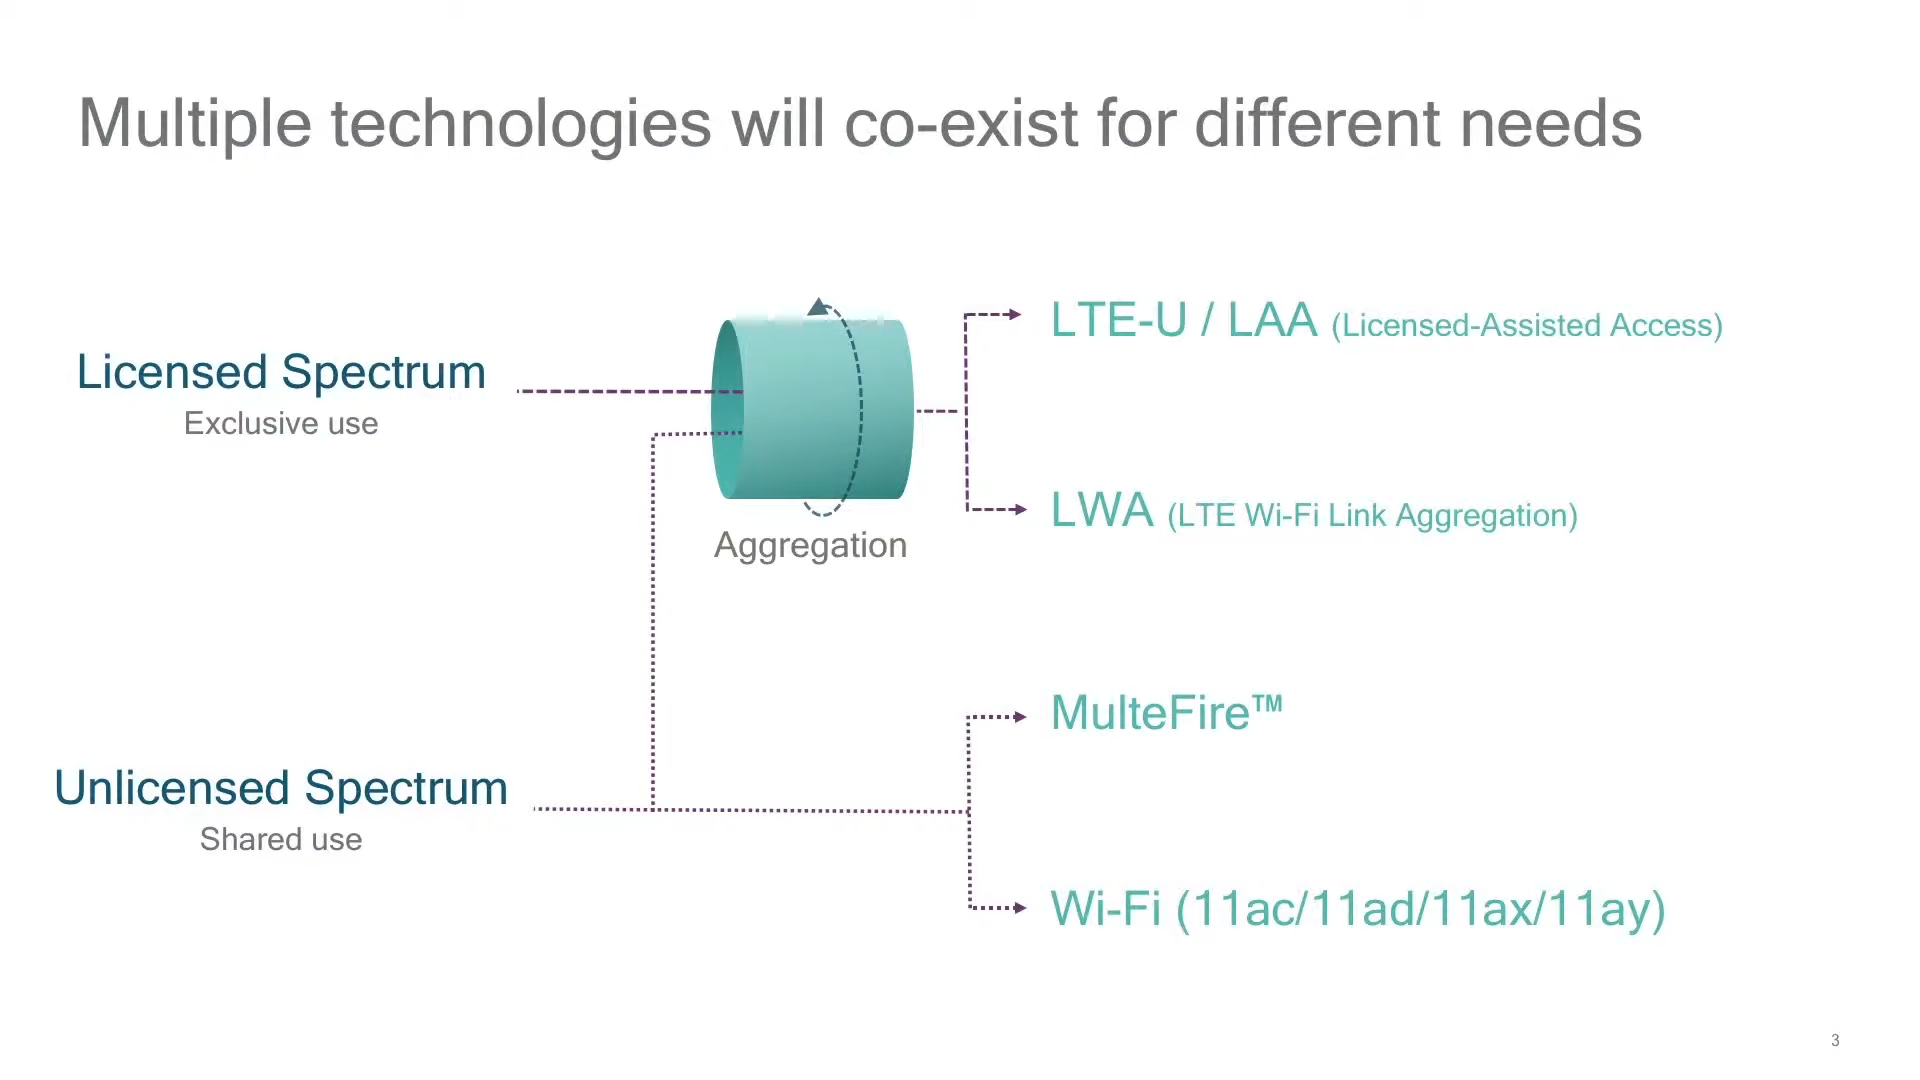 Multiple technologies will co-exist for different needs
Licensed Spectrum
Exclusive use
Aggregation
LTE-U / LAA (Licensed-Assisted Access)
LWA (LTE Wi-Fi Link Aggregation)
Unlicensed Spectrum
Shared use
MulteFire™
Wi-Fi (11ac/11ad/11ax/11ay)
3